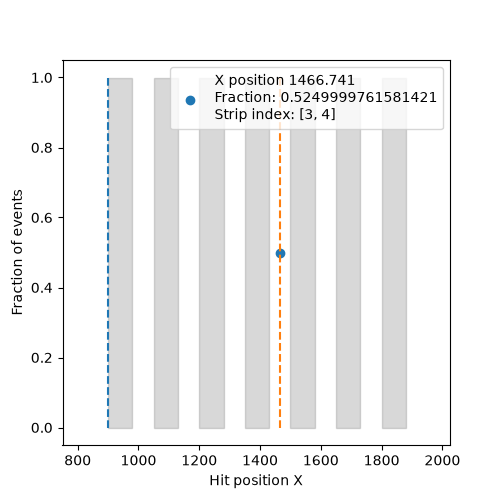 X position 1466.741
Fraction: 0.5249999761581421
Strip index: [3, 4]
1.0
0.8
0.6
0.4
0.2
0.0
Fraction of events
800 1000 1200 1400 1600 1800 2000
Hit position X